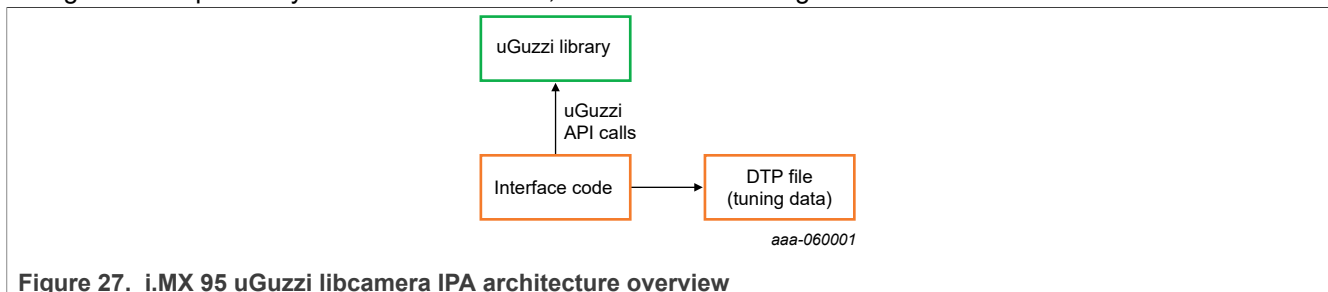 uGuzzi library
uGuzzi
API calls
Interface code
DTP file
(tuning data)
aaa-060001
Figure 27. i.MX 95 uGuzzi libcamera IPA architecture overview